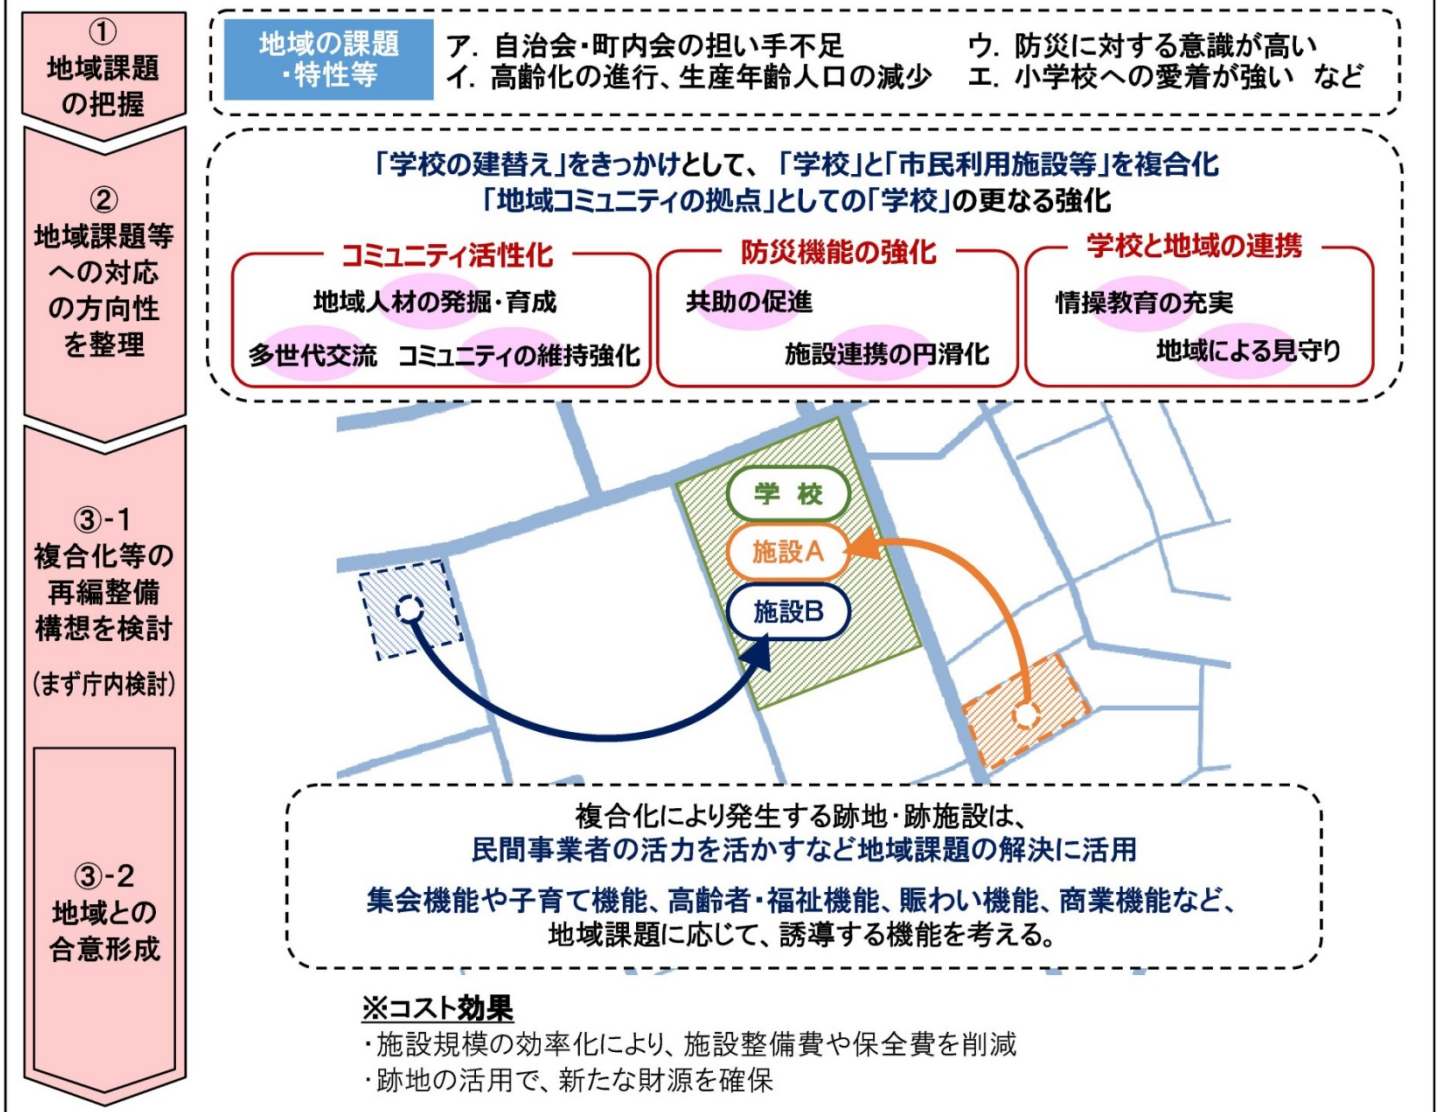 ①
地域課題
の把握
地域の課題
・特性等
ア．自治会・町内会の担い手不足
イ．高齢化の進行、生産年齢人口の減少
ウ．防災に対する意識が高い
エ．小学校への愛着が強い　など
②
地域課題等
への対応
の方向性
を整理
「学校の建替え」をきっかけとして、「学校」と「市民利用施設等」を複合化
「地域コミュニティの拠点」としての「学校」の更なる強化
コミュニティ活性化
地域人材の発掘・育成
多世代交流　コミュニティの維持強化
防災機能の強化
共助の促進
施設連携の円滑化
学校と地域の連携
情操教育の充実
地域による見守り
③-1
複合化等の
再編整備
構想を検討
(まず庁内検討)
学 校
施設A
施設B
③-2
地域との
合意形成
複合化により発生する跡地・跡施設は、
民間事業者の活力を活かすなど地域課題の解決に活用
集会機能や子育て機能、高齢者・福祉機能、賑わい機能、商業機能など、
地域課題に応じて、誘導する機能を考える。
※コスト効果
・施設規模の効率化により、施設整備費や保全費を削減
・跡地の活用で、新たな財源を確保